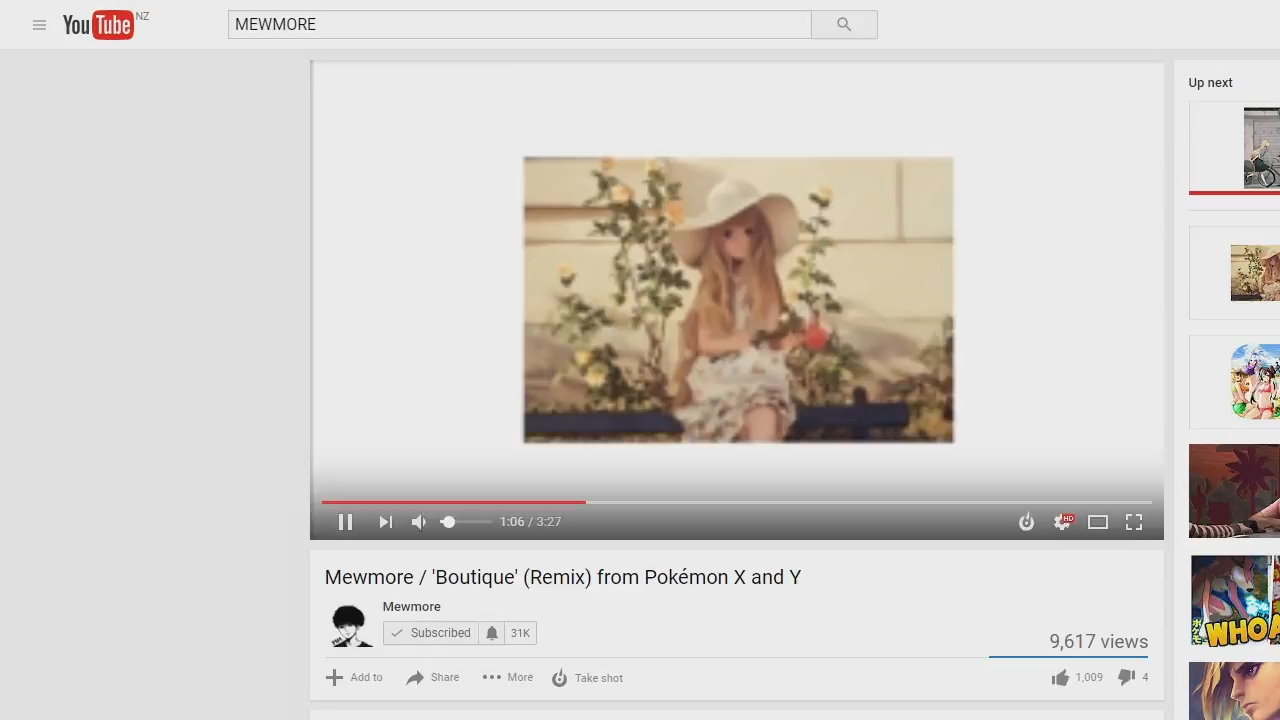 YouTube NZ
MEWMORE
Up next
1:06 / 3:27
HD
Mewmore / 'Boutique' (Remix) from Pokémon X and Y
Mewmore
Subscribed 31K
9,617 views
Add to Share More Take shot 1,009 4
WHOA